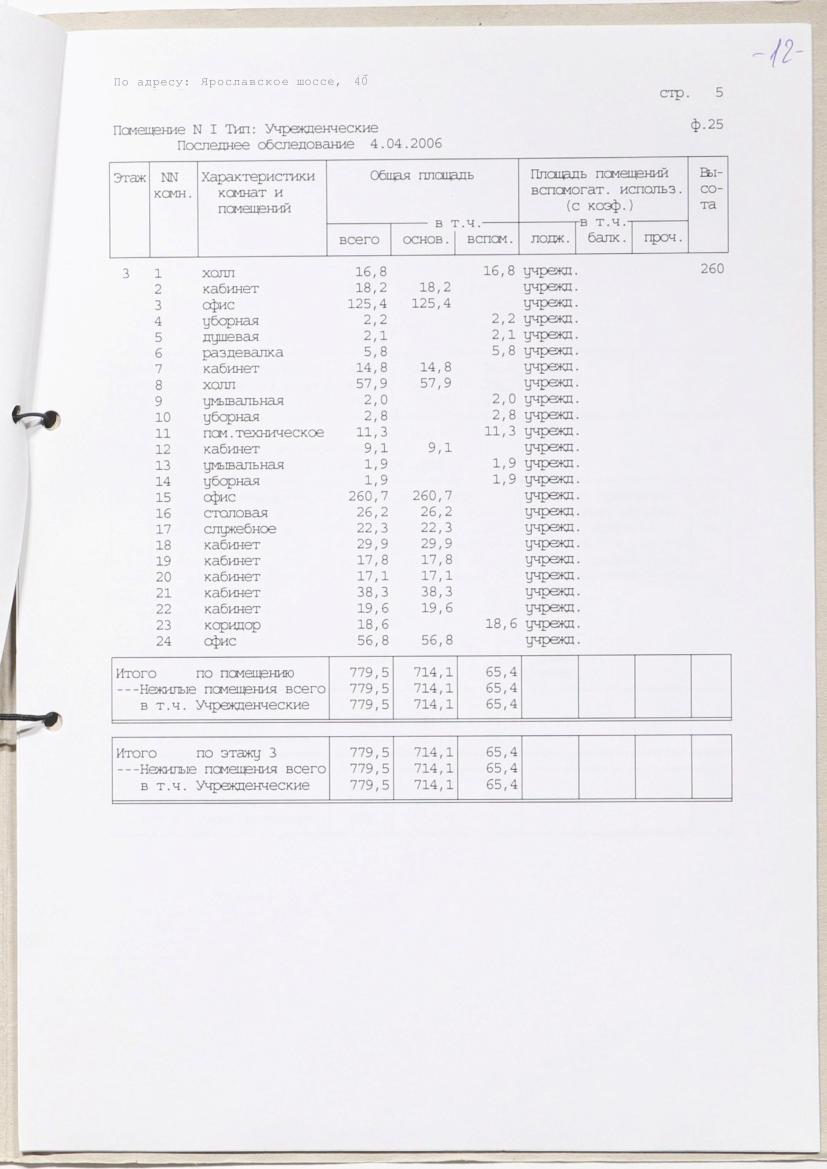 -12-
По адресу: Ярославское шоссе, 4б
стр. 5
Помещение N I Тип: Учрежденческие ф.25
Последнее обследование 4.04.2006
Этаж NN Характеристики Общая площадь Площадь помещений Вы-
комн. комнат и вспомогат. использ. со-
помещений (с коэф.) та
в т.ч. в т.ч.
всего основ. вспом. лодж. балк. проч.
3 1 холл 16,8 16,8 учрежд. 260
2 кабинет 18,2 18,2 учрежд.
3 офис 125,4 125,4 учрежд.
4 уборная 2,2 2,2 учрежд.
5 душевая 2,1 2,1 учрежд.
6 раздевалка 5,8 5,8 учрежд.
7 кабинет 14,8 14,8 учрежд.
8 холл 57,9 57,9 учрежд.
9 умывальная 2,0 2,0 учрежд.
10 уборная 2,8 2,8 учрежд.
11 пом.техническое 11,3 11,3 учрежд.
12 кабинет 9,1 9,1 учрежд.
13 умывальная 1,9 1,9 учрежд.
14 уборная 1,9 1,9 учрежд.
15 офис 260,7 260,7 учрежд.
16 столовая 26,2 26,2 учрежд.
17 служебное 22,3 22,3 учрежд.
18 кабинет 29,9 29,9 учрежд.
19 кабинет 17,8 17,8 учрежд.
20 кабинет 17,1 17,1 учрежд.
21 кабинет 38,3 38,3 учрежд.
22 кабинет 19,6 19,6 учрежд.
23 коридор 18,6 18,6 учрежд.
24 офис 56,8 56,8 учрежд.
Итого по помещению 779,5 714,1 65,4
---Нежилые помещения всего 779,5 714,1 65,4
в т.ч. Учрежденческие 779,5 714,1 65,4
Итого по этажу 3 779,5 714,1 65,4
---Нежилые помещения всего 779,5 714,1 65,4
в т.ч. Учрежденческие 779,5 714,1 65,4